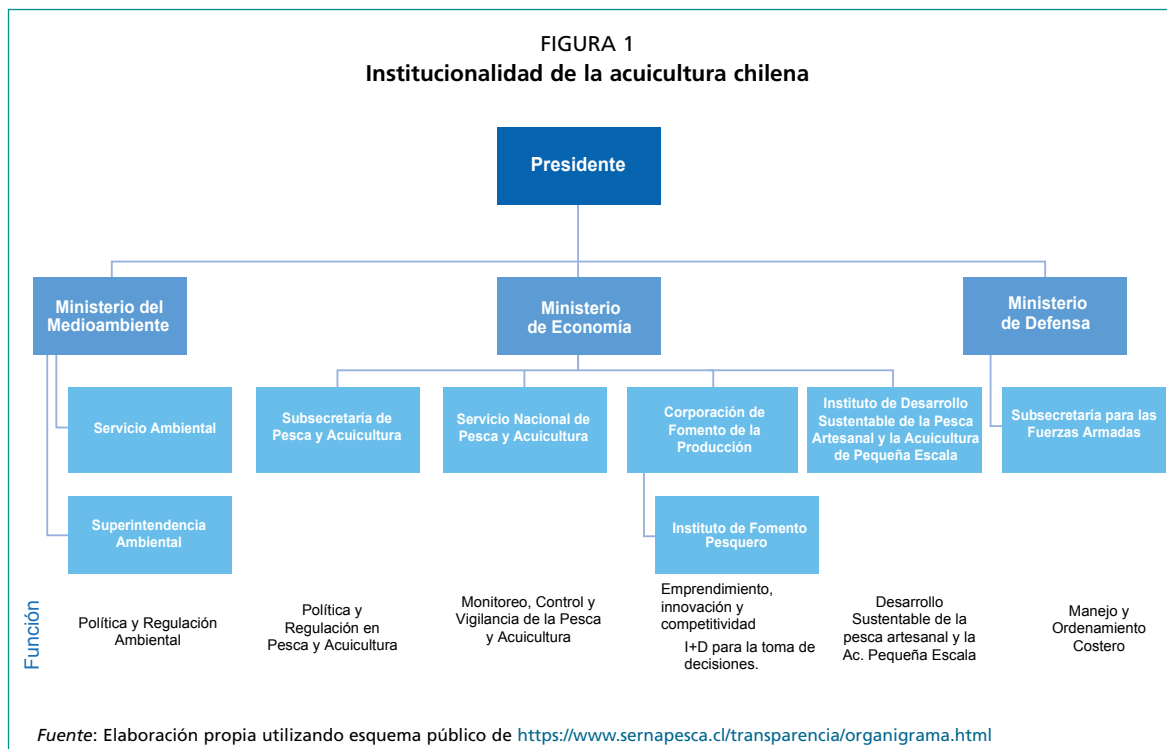 FIGURA 1
Institucionalidad de la acuicultura chilena
Presidente
Ministerio del
Medioambiente
Ministerio
de Economía
Ministerio
de Defensa
Servicio Ambiental
Subsecretaría de
Pesca y Acuicultura
Servicio Nacional de
Pesca y Acuicultura
Corporación de
Fomento de la
Producción
Instituto de Desarrollo
Sustentable de la Pesca
Artesanal y la Acuicultura
de Pequeña Escala
Subsecretaría para las
Fuerzas Armadas
Superintendencia
Ambiental
Instituto de Fomento
Pesquero
Función
Política y Regulación
Ambiental
Política y
Regulación en
Pesca y Acuicultura
Monitoreo, Control y
Vigilancia de la Pesca
y Acuicultura
Emprendimiento,
innovación y
competitividad
I+D para la toma de
decisiones.
Desarrollo
Sustentable de la
pesca artesanal y la
Ac. Pequeña Escala
Manejo y
Ordenamiento
Costero
Fuente: Elaboración propia utilizando esquema público de https://www.sernapesca.cl/transparencia/organigrama.html